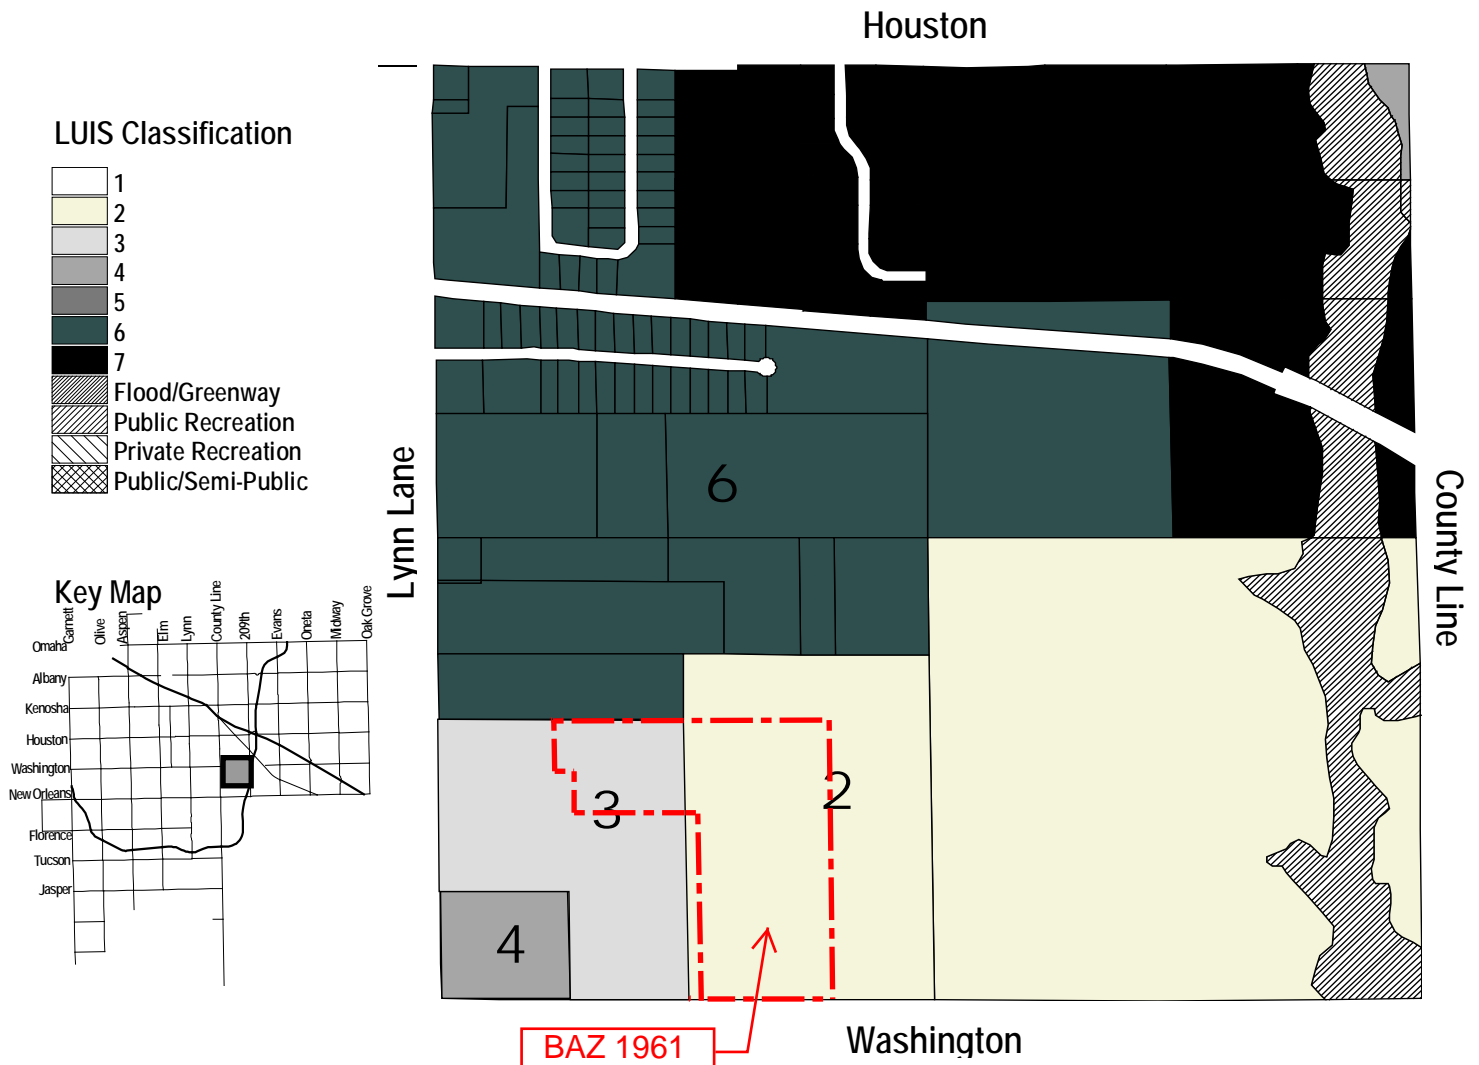 Houston
LUIS Classification
1
2
3
4
5
6
7
Flood/Greenway
Public Recreation
Private Recreation
Public/Semi-Public
Lynn Lane
County Line
6
3
2
4
Key Map
Garnett
Olive
Aspen
Elm
Lynn
County Line
209th
Evans
Oneta
Midway
Oak Grove
Omaha
Albany
Kenosha
Houston
Washington
New Orleans
Florence
Tucson
Jasper
BAZ 1961
Washington